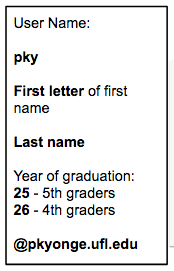 User Name:
pky
First letter of first
name
Last name
Year of graduation:
25 - 5th graders
26 - 4th graders
@pkyonge.ufl.edu